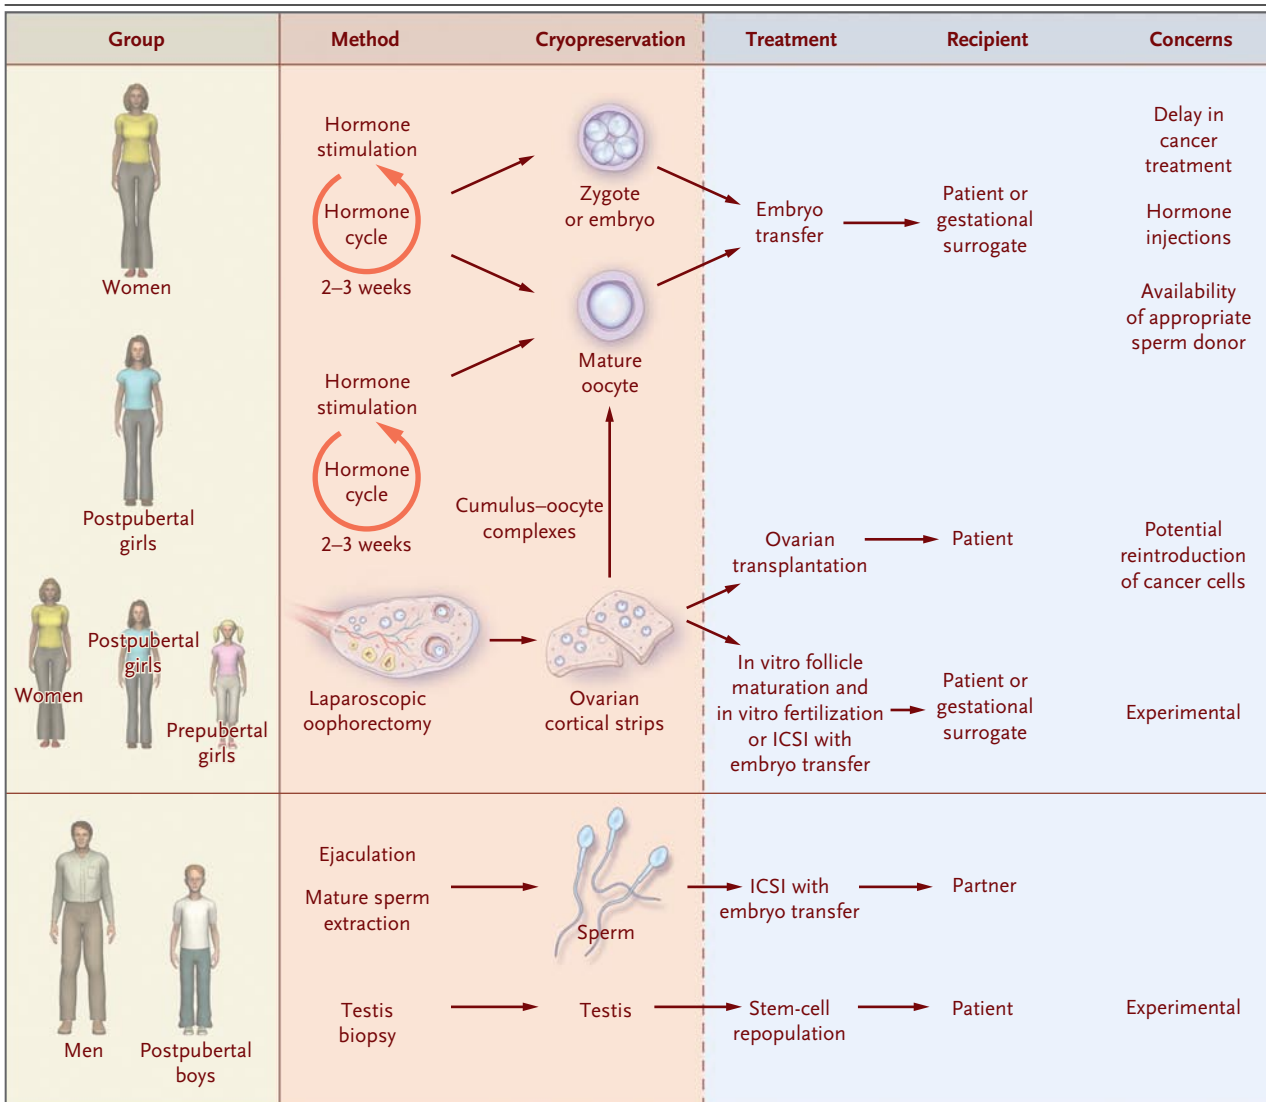 Group
Method
Cryopreservation
Treatment
Recipient
Concerns
Women
Hormone
stimulation
Hormone
cycle
2–3 weeks
Zygote
or embryo
Mature
oocyte
Embryo
transfer
Patient or
gestational
surrogate
Delay in
cancer
treatment
Hormone
injections
Availability
of appropriate
sperm donor
Postpubertal
girls
Hormone
stimulation
Hormone
cycle
2–3 weeks
Cumulus–oocyte
complexes
Women
Postpubertal
girls
Prepubertal
girls
Laparoscopic
oophorectomy
Ovarian
cortical strips
Ovarian
transplantation
Patient
Potential
reintroduction
of cancer cells
In vitro follicle
maturation and
in vitro fertilization
or ICSI with
embryo transfer
Patient or
gestational
surrogate
Experimental
Men
Postpubertal
boys
Ejaculation
Mature sperm
extraction
Sperm
ICSI with
embryo transfer
Partner
Testis
biopsy
Testis
Stem-cell
repopulation
Patient
Experimental